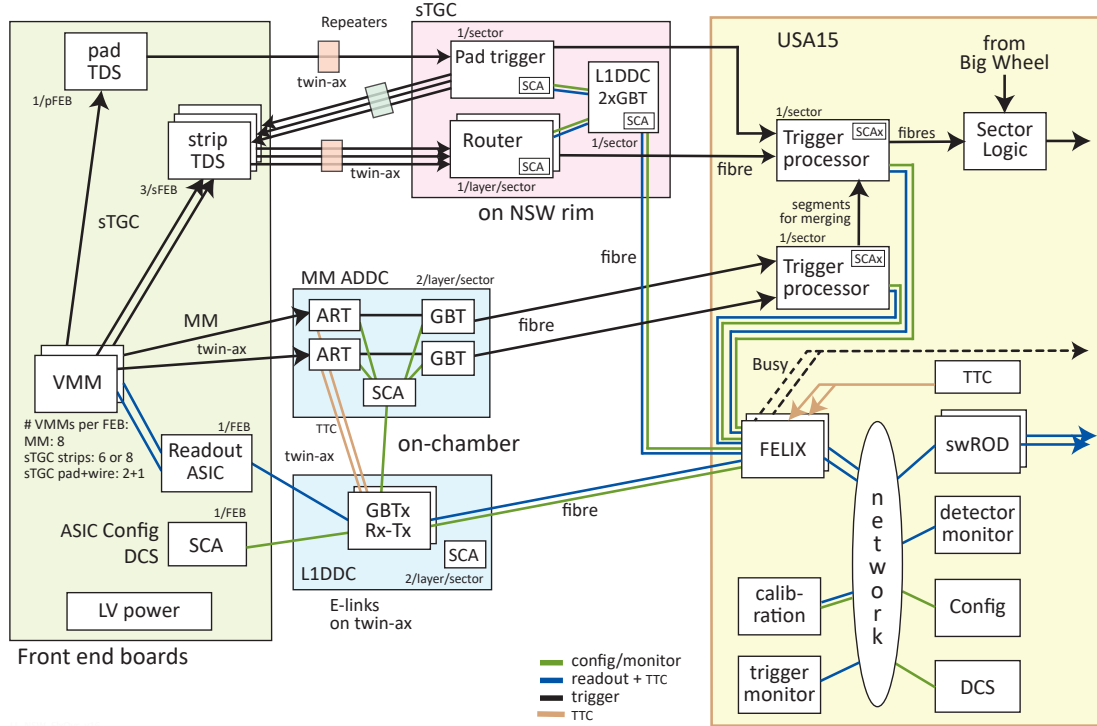 sTGC
Repeaters
USA15
pad
TDS
1/sector
Pad trigger
SCA
L1DDC
2xGBT
SCA
from
Big Wheel
twin-ax
1/pFEB
1/sector
strip
TDS
Router
SCA
1/sector
Trigger
processor
SCAx
fibres
Sector
Logic
3/sFEB
twin-ax
1/layer/sector
fibre
sTGC
on NSW rim
segments
for merging
1/sector
Trigger
processor
SCAx
fibre
MM ADDC
2/layer/sector
MM
twin-ax
ART
GBT
ART
GBT
fibre
SCA
VMM
Busy
TTC
# VMMs per FEB:
MM: 8
sTGC strips: 6 or 8
sTGC pad+wire: 2+1
1/FEB
Readout
ASIC
TTC
twin-ax
on-chamber
FELIX
swROD
network
GBTx
Rx-Tx
fibre
detector
monitor
1/FEB
ASIC Config
DCS
SCA
SCA
L1DDC
2/layer/sector
LV power
E-links
on twin-ax
calib-
ration
Config
Front end boards
config/monitor
readout + TTC
trigger
TTC
trigger
monitor
DCS